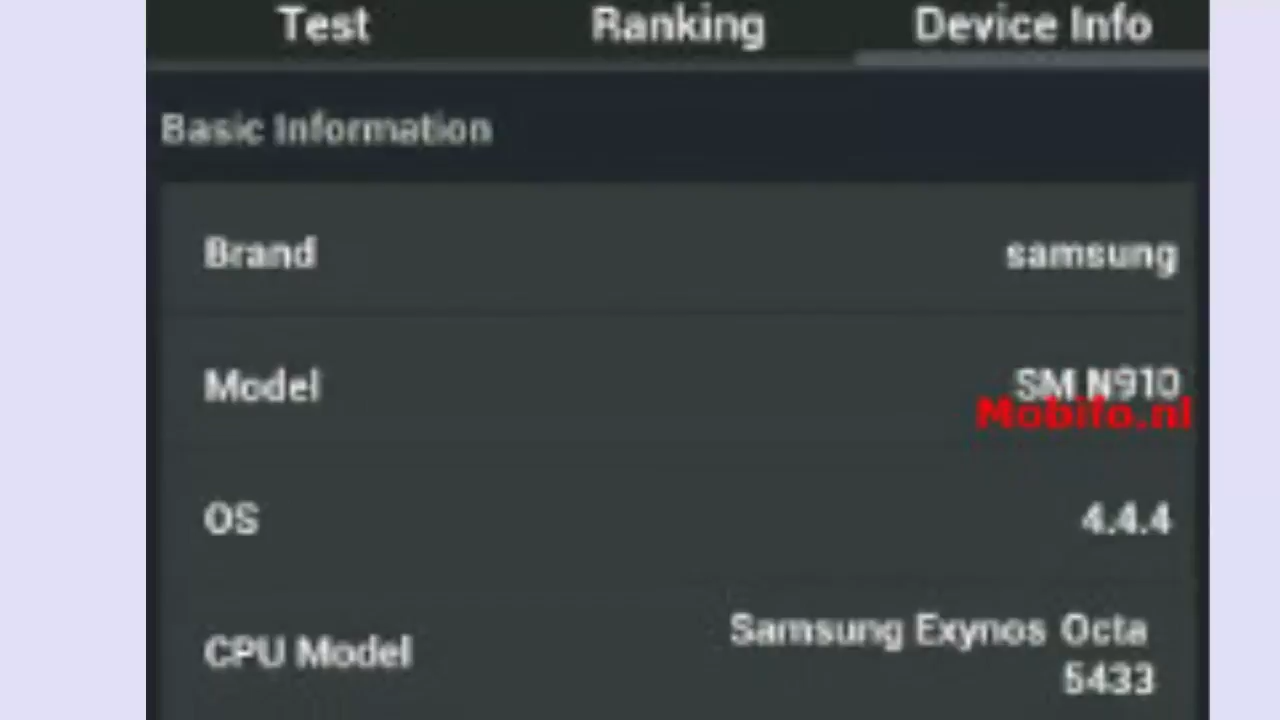 Test Ranking Device Info
Basic Information
Brand samsung
Model SM N910
Mobifo.nl
OS 4.4.4
CPU Model Samsung Exynos Octa
5433